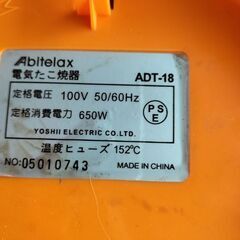 Abitelax
電気たこ焼器 ADT-18
定格電圧 100V 50/60Hz
定格消費電力 650W
PS
E
YOSHII ELECTRIC CO.LTD.
温度ヒューズ 152℃
NO:05010743 MADE IN CHINA